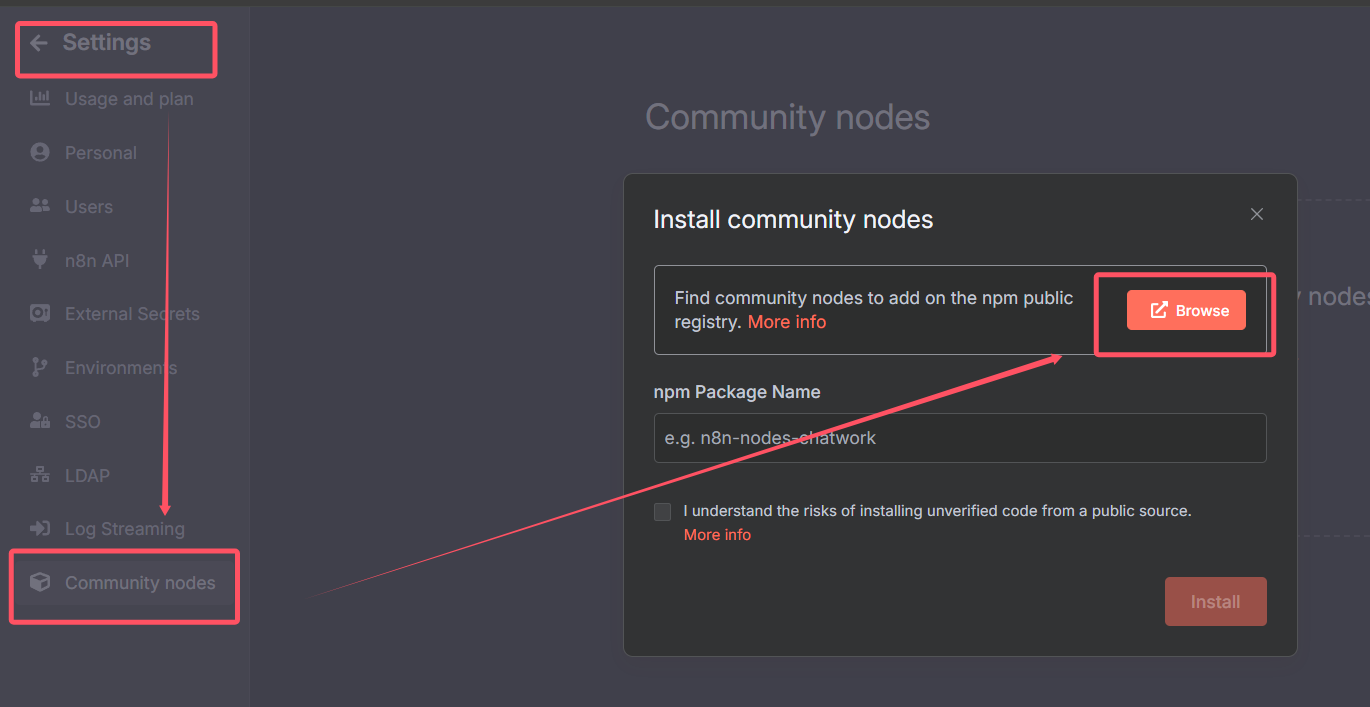 Settings
Usage and plan
Personal
Users
n8n API
External Secrets
Environments
SSO
LDAP
Log Streaming
Community nodes
Community nodes
Install community nodes
Find community nodes to add on the npm public
registry. More info
Browse
npm Package Name
e.g. n8n-nodes-chatwork
I understand the risks of installing unverified code from a public source.
More info
Install